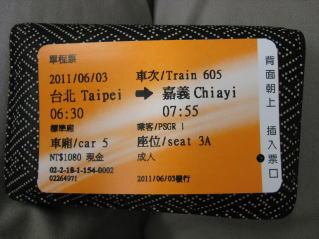 單程票
2011/06/03 車次/Train 605
台北 Taipei → 嘉義 Chiayi
06:30 07:55
標準廂 乘客/PSGR 1
車廂/car 5 座位/seat 3A
NT$1080 現金 成人
02-2-18-1-154-0002
02264971 2011/06/03發行
背面朝上 插入票口